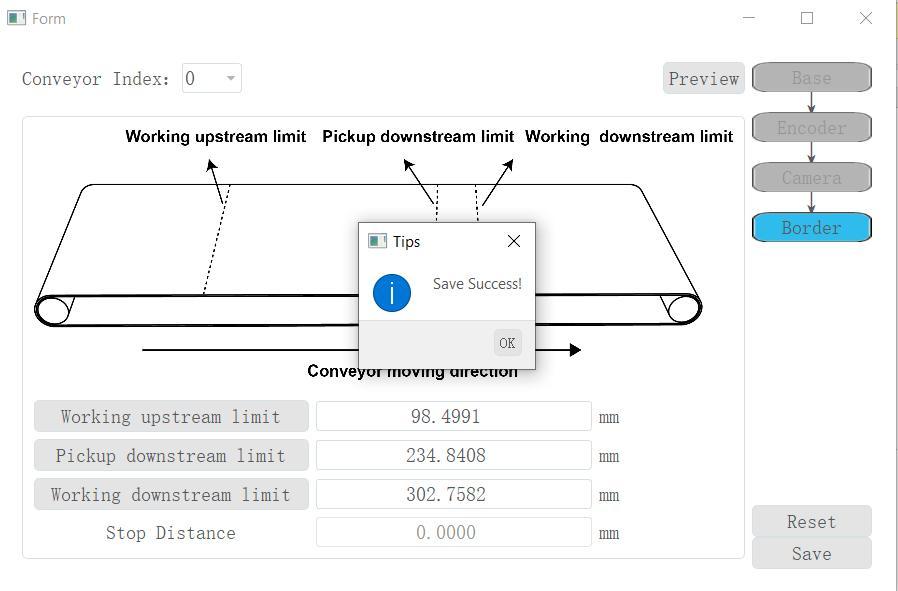 Form
Conveyor Index: 0
Preview
Base
Encoder
Camera
Border
Working upstream limit
Pickup downstream limit
Working downstream limit
Tips
Save Success!
OK
Conveyor moving direction
Working upstream limit 98.4991 mm
Pickup downstream limit 234.8408 mm
Working downstream limit 302.7582 mm
Stop Distance 0.0000 mm
Reset
Save